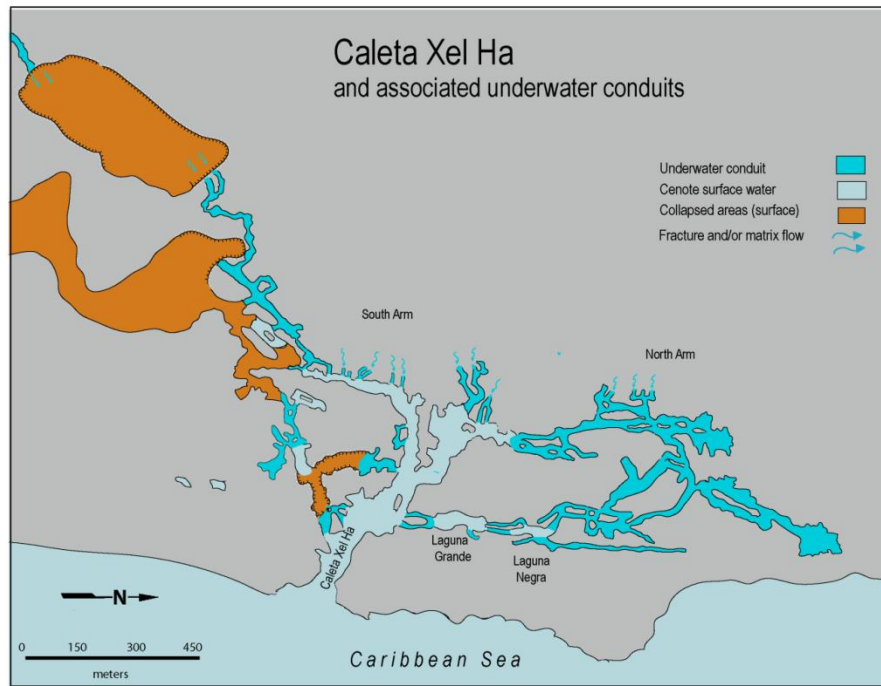 Caleta Xel Ha
and associated underwater conduits
Underwater conduit
Cenote surface water
Collapsed areas (surface)
Fracture and/or matrix flow
South Arm
North Arm
Laguna
Grande
Laguna
Negra
Caleta Xel Ha
N
0 150 300 450
meters
Caribbean Sea